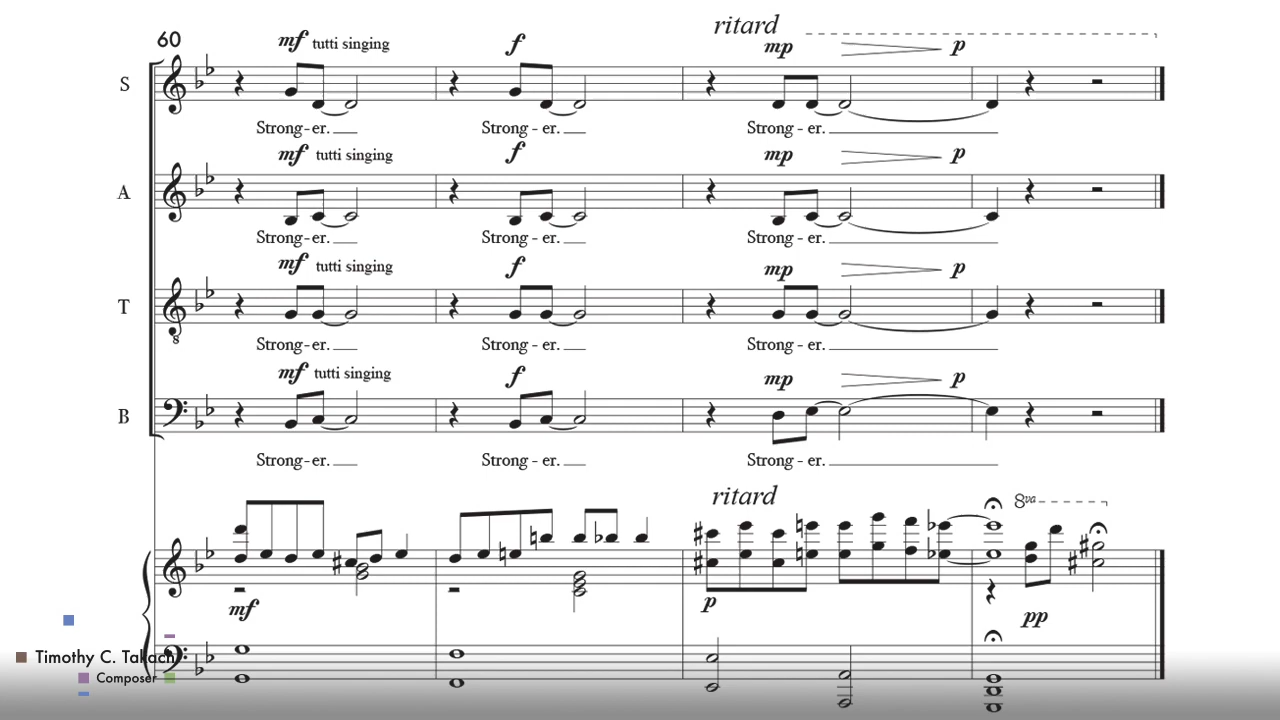 ritard
60 mf tutti singing f mp p
S
Strong-er. Strong - er. Strong - er.
mf tutti singing f mp p
A
Strong-er. Strong - er. Strong - er.
mf tutti singing f mp p
T
8
Strong-er. Strong - er. Strong - er.
mf tutti singing f mp p
B
Strong-er. Strong - er. Strong - er.
ritard 8va
mf p pp
Timothy C. Takach
Composer